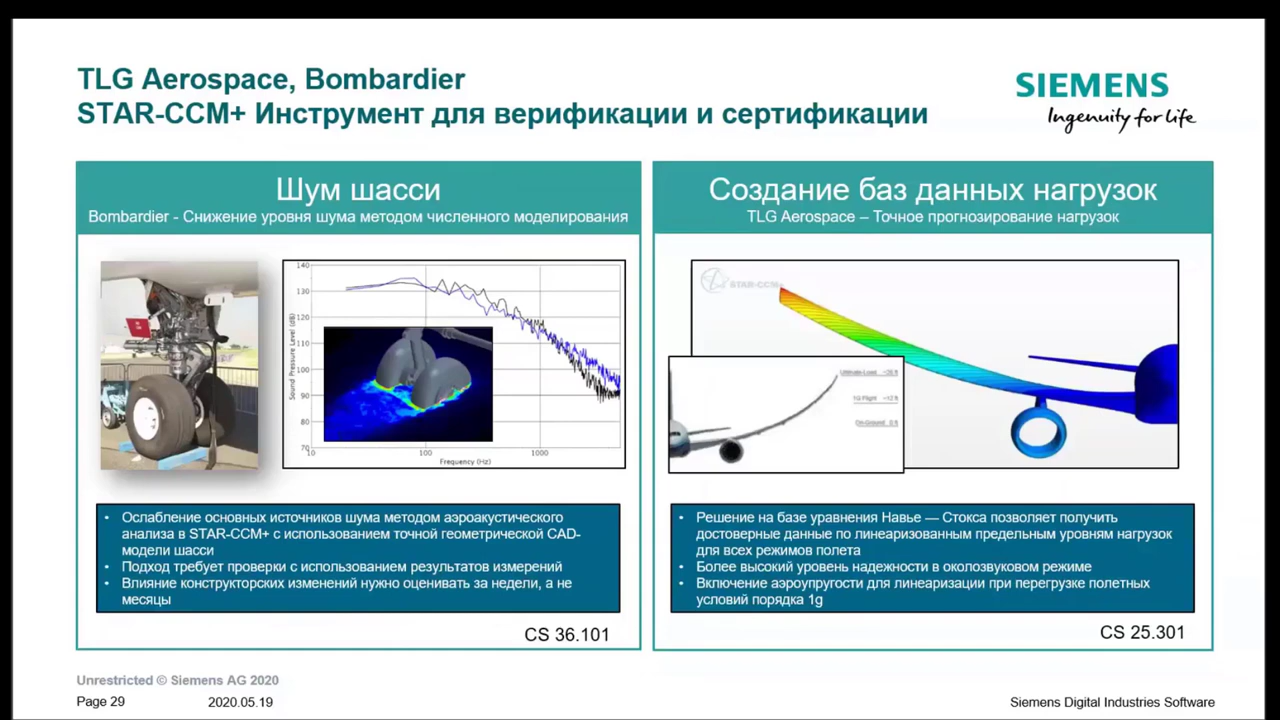 TLG Aerospace, Bombardier
STAR-CCM+ Инструмент для верификации и сертификации
SIEMENS
Ingenuity for life
Шум шасси
Bombardier - Снижение уровня шума методом численного моделирования
140
130
120
110
100
90
80
70
10
100
1000
Sound Pressure Level (dB)
Frequency (Hz)
• Ослабление основных источников шума методом аэроакустического
анализа в STAR-CCM+ с использованием точной геометрической CAD-
модели шасси
• Подход требует проверки с использованием результатов измерений
• Влияние конструкторских изменений нужно оценивать за недели, а не
месяцы
CS 36.101
Создание баз данных нагрузок
TLG Aerospace – Точное прогнозирование нагрузок
STAR-CCM+
Ultimate-Load ~28 ft
1G Flight ~12 ft
On-Ground 0 ft
• Решение на базе уравнения Навье — Стокса позволяет получить
достоверные данные по линеаризованным предельным уровням нагрузок
для всех режимов полета
• Более высокий уровень надежности в околозвуковом режиме
• Включение аэроупругости для линеаризации при перегрузке полетных
условий порядка 1g
CS 25.301
Unrestricted © Siemens AG 2020
Page 29
2020.05.19
Siemens Digital Industries Software